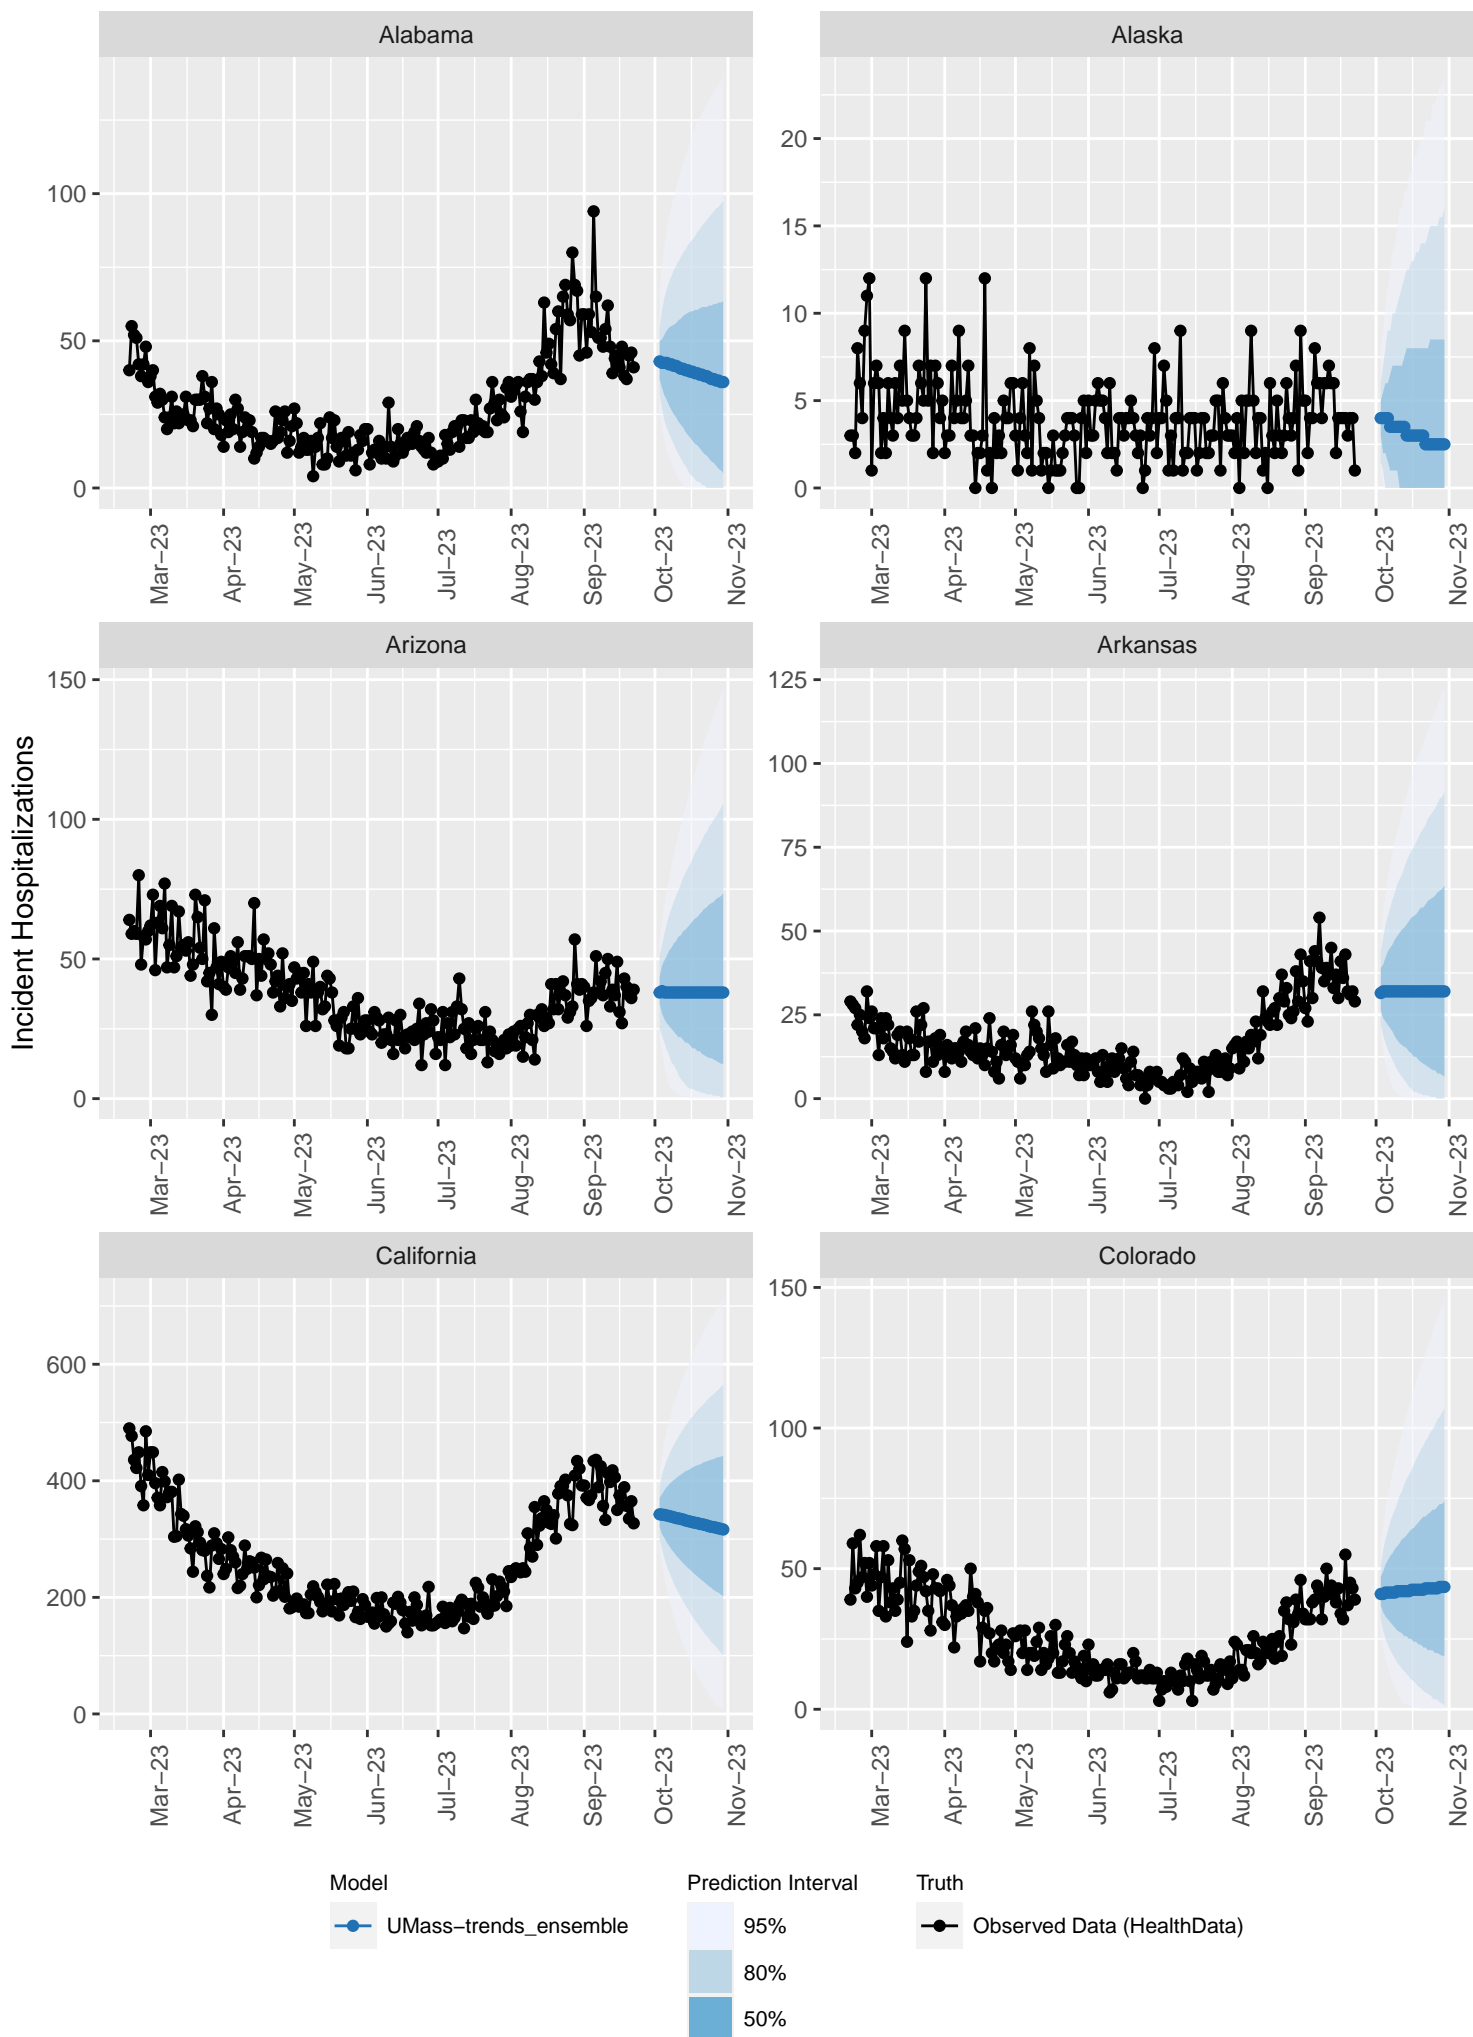 Alabama
Alaska
100
50
0
20
15
10
5
0
Mar−23
Apr−23
May−23
Jun−23
Jul−23
Aug−23
Sep−23
Oct−23
Nov−23
Mar−23
Apr−23
May−23
Jun−23
Jul−23
Aug−23
Sep−23
Oct−23
Nov−23
Arizona
Arkansas
Incident Hospitalizations
150
100
50
0
125
100
75
50
25
0
Mar−23
Apr−23
May−23
Jun−23
Jul−23
Aug−23
Sep−23
Oct−23
Nov−23
Mar−23
Apr−23
May−23
Jun−23
Jul−23
Aug−23
Sep−23
Oct−23
Nov−23
California
Colorado
600
400
200
0
150
100
50
0
Mar−23
Apr−23
May−23
Jun−23
Jul−23
Aug−23
Sep−23
Oct−23
Nov−23
Mar−23
Apr−23
May−23
Jun−23
Jul−23
Aug−23
Sep−23
Oct−23
Nov−23
Model
UMass−trends_ensemble
Prediction Interval
95%
80%
50%
Truth
Observed Data (HealthData)